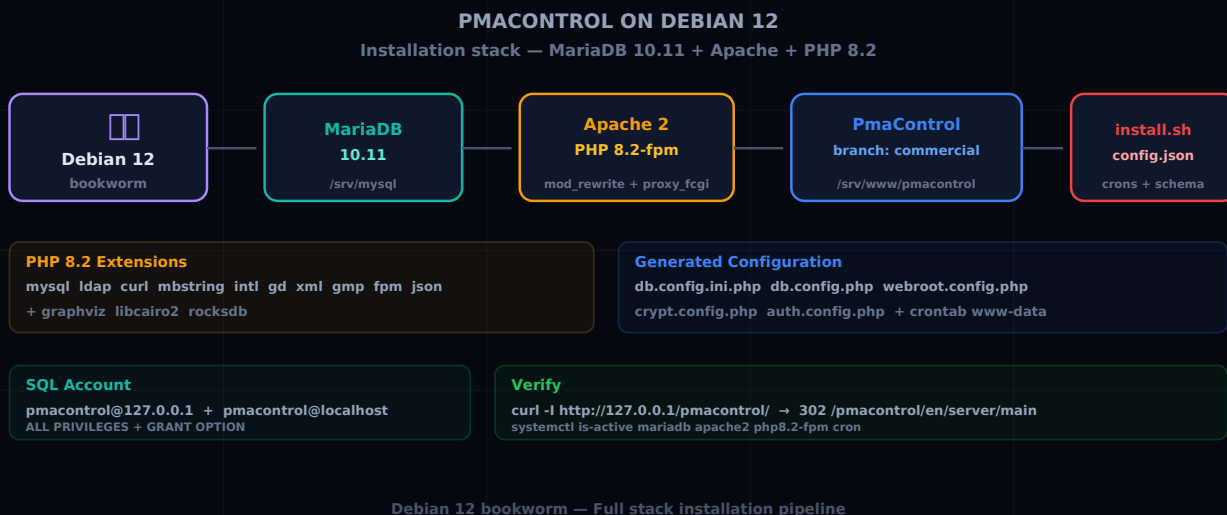 PMACONTROL ON DEBIAN 12
Installation stack — MariaDB 10.11 + Apache + PHP 8.2
Debian 12
bookworm
MariaDB
10.11
/srv/mysql
Apache 2
PHP 8.2-fpm
mod_rewrite + proxy_fcgi
PmaControl
branch: commercial
/srv/www/pmacontrol
install.sh
config.json
crons + schema
PHP 8.2 Extensions
mysql ldap curl mbstring intl gd xml gmp fpm json
+ graphviz libcairo2 rocksdb
Generated Configuration
db.config.ini.php db.config.php webroot.config.php
crypt.config.php auth.config.php + crontab www-data
SQL Account
pmacontrol@127.0.0.1 + pmacontrol@localhost
ALL PRIVILEGES + GRANT OPTION
Verify
curl -I http://127.0.0.1/pmacontrol/ → 302 /pmacontrol/en/server/main
systemctl is-active mariadb apache2 php8.2-fpm cron
Debian 12 bookworm — Full stack installation pipeline